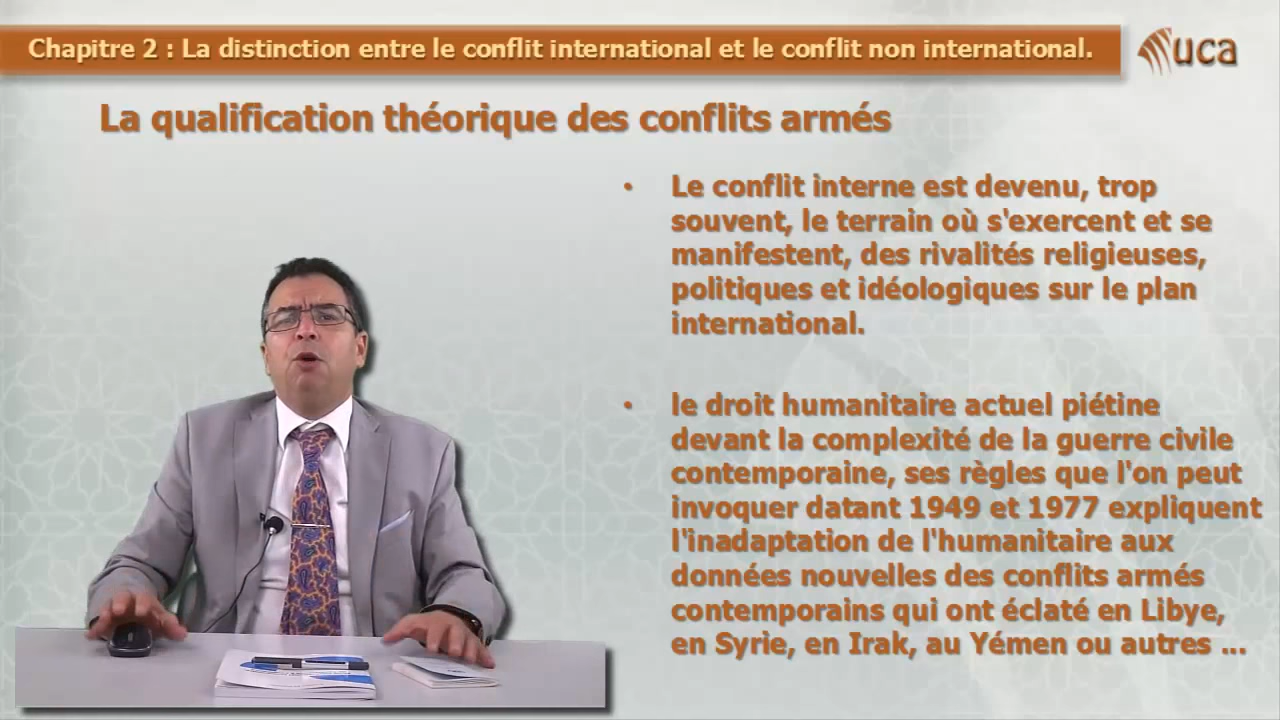 Chapitre 2 : La distinction entre le conflit international et le conflit non international.
uca
La qualification théorique des conflits armés
• Le conflit interne est devenu, trop
souvent, le terrain où s'exercent et se
manifestent, des rivalités religieuses,
politiques et idéologiques sur le plan
international.
• le droit humanitaire actuel piétine
devant la complexité de la guerre civile
contemporaine, ses règles que l'on peut
invoquer datant 1949 et 1977 expliquent
l'inadaptation de l'humanitaire aux
données nouvelles des conflits armés
contemporains qui ont éclaté en Libye,
en Syrie, en Irak, au Yémen ou autres ...